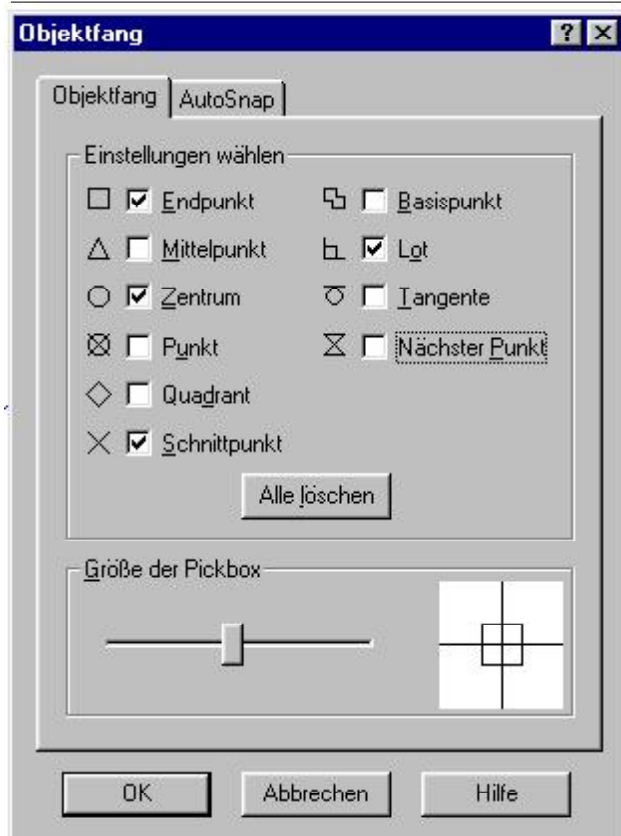 Objektfang
Objektfang AutoSnap
Einstellungen wählen
Endpunkt
Mittelpunkt
Zentrum
Punkt
Quadrant
Schnittpunkt
Basispunkt
Lot
Tangente
Nächster Punkt
Alle löschen
Größe der Pickbox
OK Abbrechen Hilfe